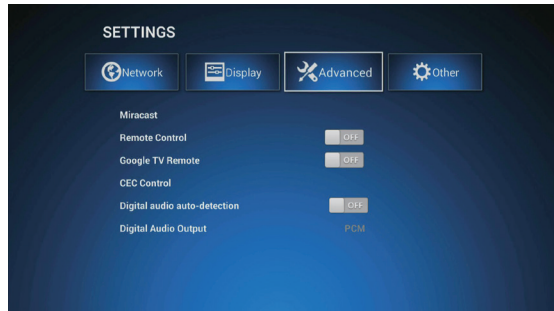 SETTINGS
Network Display Advanced Other
Miracast
Remote Control OFF
Google TV Remote OFF
CEC Control
Digital audio auto-detection OFF
Digital Audio Output PCM